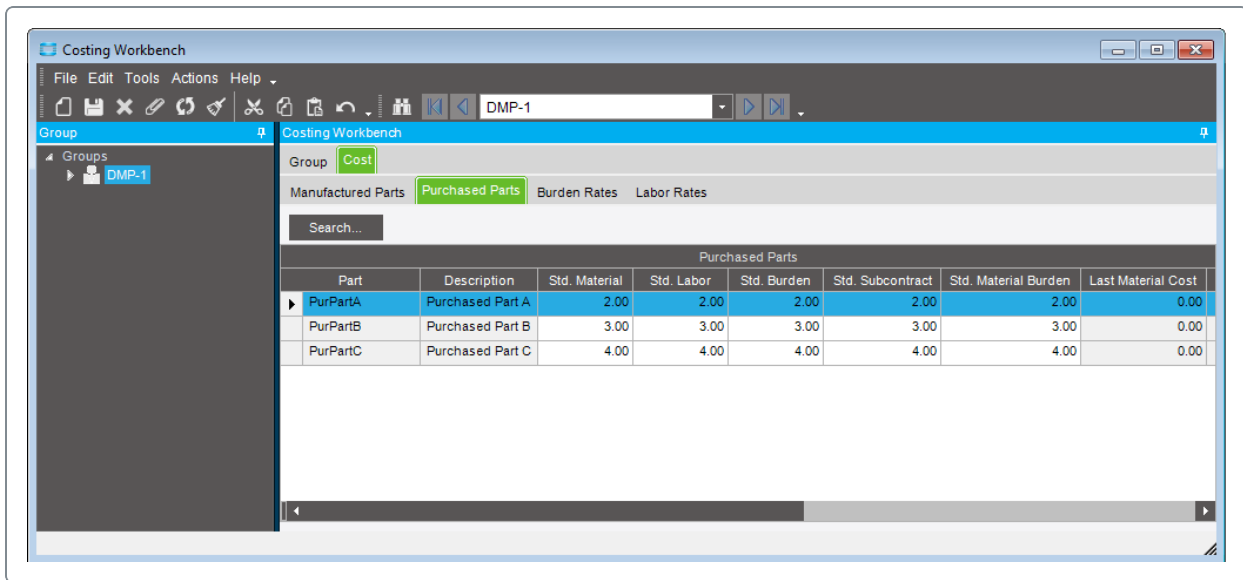 Costing Workbench
File Edit Tools Actions Help
DMP-1
Group
Costing Workbench
Groups
DMP-1
Group Cost
Manufactured Parts Purchased Parts Burden Rates Labor Rates
Search...
Purchased Parts
Part Description Std. Material Std. Labor Std. Burden Std. Subcontract Std. Material Burden Last Material Cost
PurPartA Purchased Part A 2.00 2.00 2.00 2.00 2.00 0.00
PurPartB Purchased Part B 3.00 3.00 3.00 3.00 3.00 0.00
PurPartC Purchased Part C 4.00 4.00 4.00 4.00 4.00 0.00